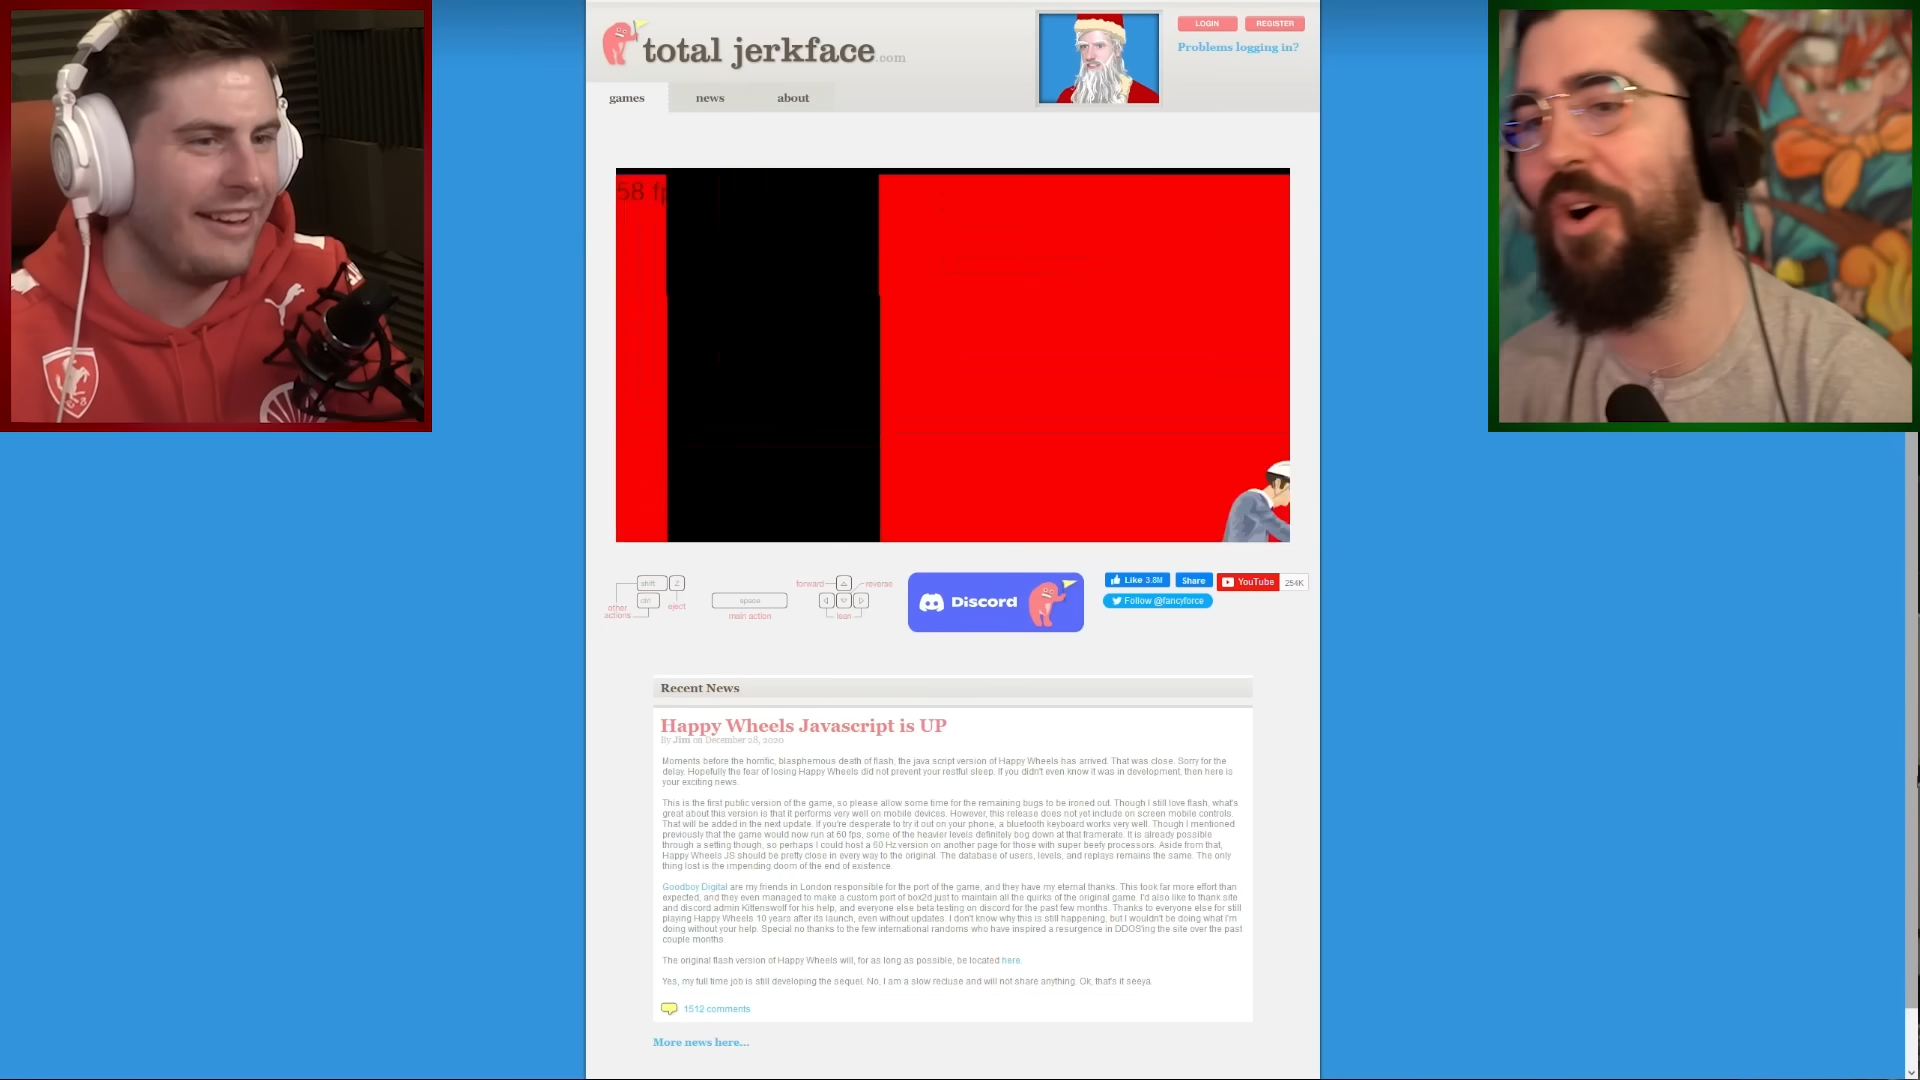 total jerkface.com
LOGIN
REGISTER
Problems logging in?
games
news
about
58 fp
shift
Z
ctrl
eject
other
actions
space
main action
forward
reverse
lean
Discord
Like 3.8M
Share
YouTube
254K
Follow @fancyforce
Recent News
Happy Wheels Javascript is UP
By Jim on December 28, 2020
Moments before the horrific, blasphemous death of flash, the java script version of Happy Wheels has arrived. That was close. Sorry for the
delay. Hopefully the fear of losing Happy Wheels did not prevent your restful sleep. If you didn't even know it was in development, then here is
your exciting news.
This is the first public version of the game, so please allow some time for the remaining bugs to be ironed out. Though I still love flash, what's
great about this version is that it performs very well on mobile devices. However, this release does not yet include on screen mobile controls.
That will be added in the next update. If you're desperate to try it out on your phone, a bluetooth keyboard works very well. Though I mentioned
previously that the game would now run at 60 fps, some of the heavier levels definitely bog down at that framerate. It is already possible
through a setting though, so perhaps I could host a 60 Hz version on another page for those with super beefy processors. Aside from that,
Happy Wheels JS should be pretty close in every way to the original. The database of users, levels, and replays remains the same. The only
thing lost is the impending doom of the end of existence.
Goodboy Digital are my friends in London responsible for the port of the game, and they have my eternal thanks. This took far more effort than
expected, and they even managed to make a custom port of box2d just to maintain all the quirks of the original game. I'd also like to thank site
and discord admin Kittenswolf for his help, and everyone else beta testing on discord for the past few months. Thanks to everyone else for still
playing Happy Wheels 10 years after its launch, even without updates. I don't know why this is still happening, but I wouldn't be doing what I'm
doing without your help. Special no thanks to the few international randoms who have inspired a resurgence in DDOS'ing the site over the past
couple months.
The original flash version of Happy Wheels will, for as long as possible, be located here.
Yes, my full time job is still developing the sequel. No, I am a slow recluse and will not share anything. Ok, that's it seeya.
1512 comments
More news here...